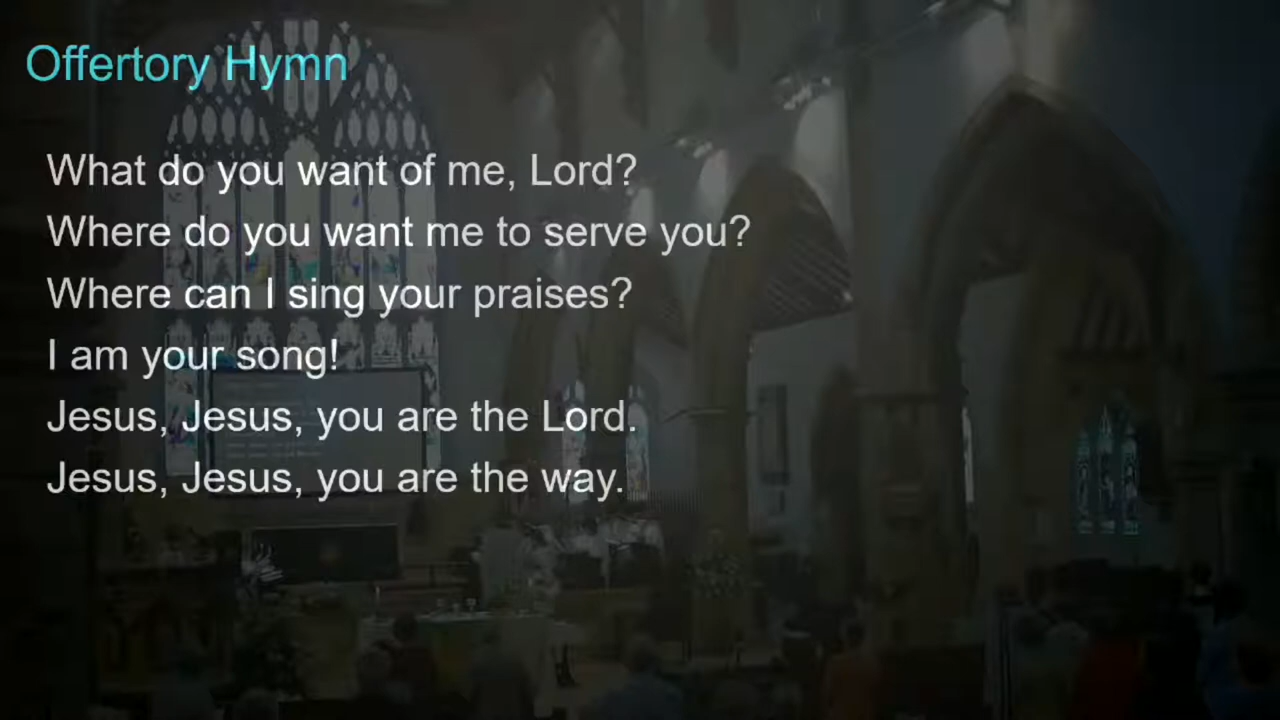 Offertory Hymn
What do you want of me, Lord?
Where do you want me to serve you?
Where can I sing your praises?
I am your song!
Jesus, Jesus, you are the Lord.
Jesus, Jesus, you are the way.